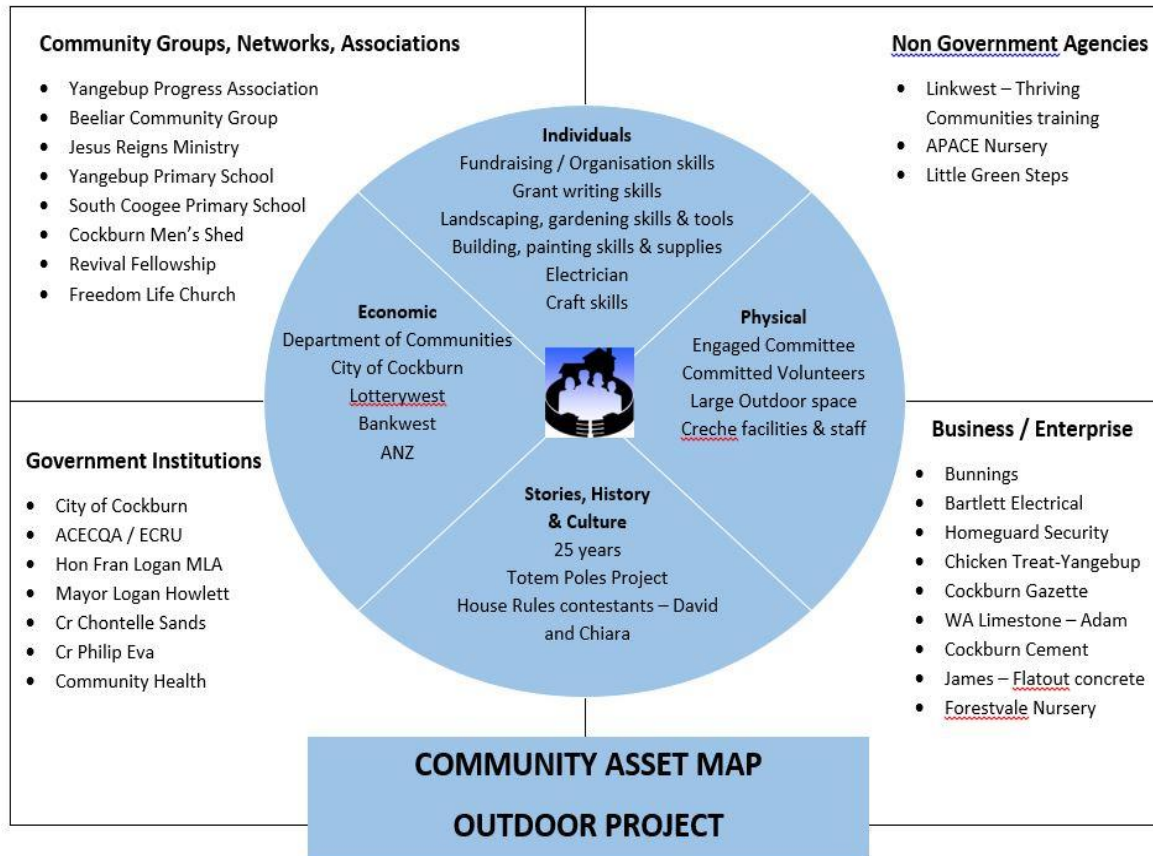 Community Groups, Networks, Associations
• Yangebup Progress Association
• Beeliar Community Group
• Jesus Reigns Ministry
• Yangebup Primary School
• South Coogee Primary School
• Cockburn Men's Shed
• Revival Fellowship
• Freedom Life Church
Non Government Agencies
• Linkwest – Thriving
Communities training
• APACE Nursery
• Little Green Steps
Individuals
Fundraising / Organisation skills
Grant writing skills
Landscaping, gardening skills & tools
Building, painting skills & supplies
Electrician
Craft skills
Economic
Department of Communities
City of Cockburn
Lotterywest
Bankwest
ANZ
Physical
Engaged Committee
Committed Volunteers
Large Outdoor space
Creche facilities & staff
Stories, History
& Culture
25 years
Totem Poles Project
House Rules contestants – David
and Chiara
Government Institutions
• City of Cockburn
• ACECQA / ECRU
• Hon Fran Logan MLA
• Mayor Logan Howlett
• Cr Chontelle Sands
• Cr Philip Eva
• Community Health
Business / Enterprise
• Bunnings
• Bartlett Electrical
• Homeguard Security
• Chicken Treat-Yangebup
• Cockburn Gazette
• WA Limestone – Adam
• Cockburn Cement
• James – Flatout concrete
• Forestvale Nursery
COMMUNITY ASSET MAP
OUTDOOR PROJECT